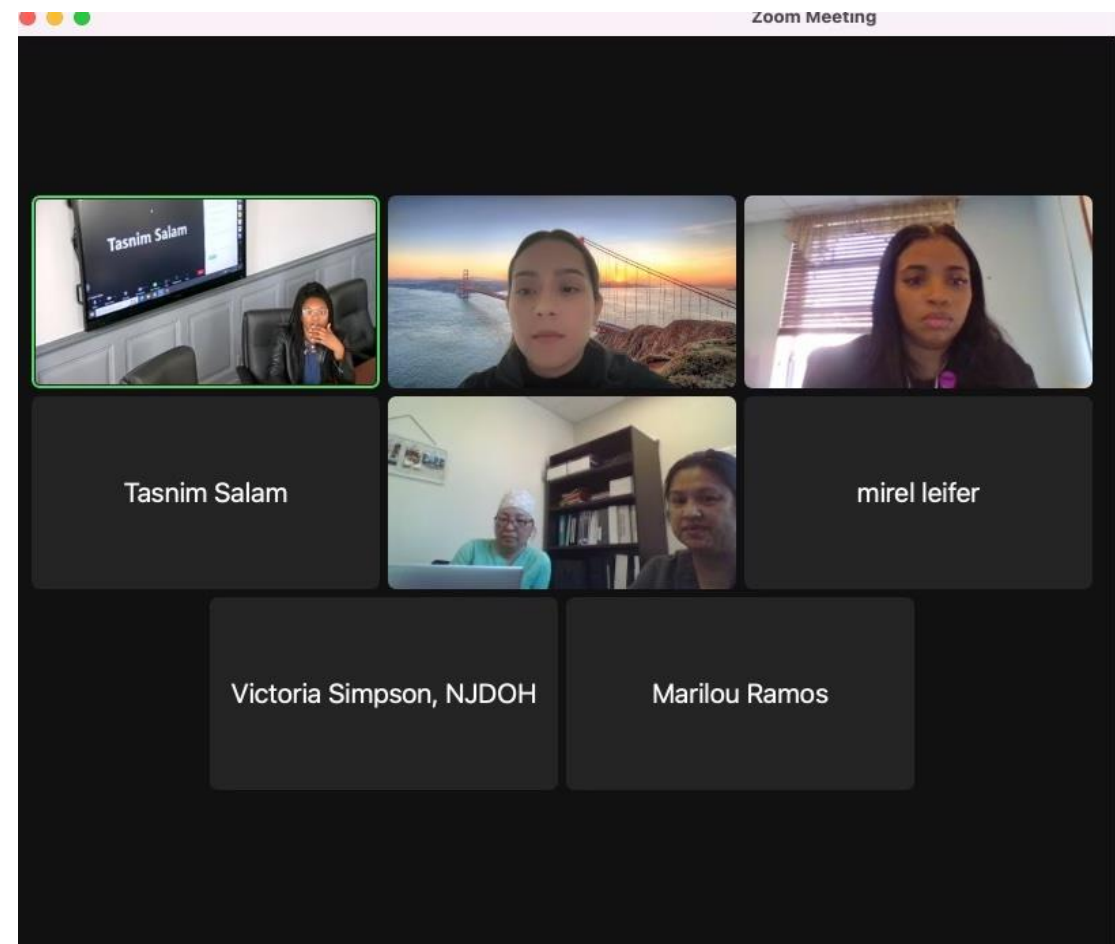 Zoom Meeting
Tasnim Salam
Tasnim Salam
mirel leifer
Victoria Simpson, NJDOH
Marilou Ramos